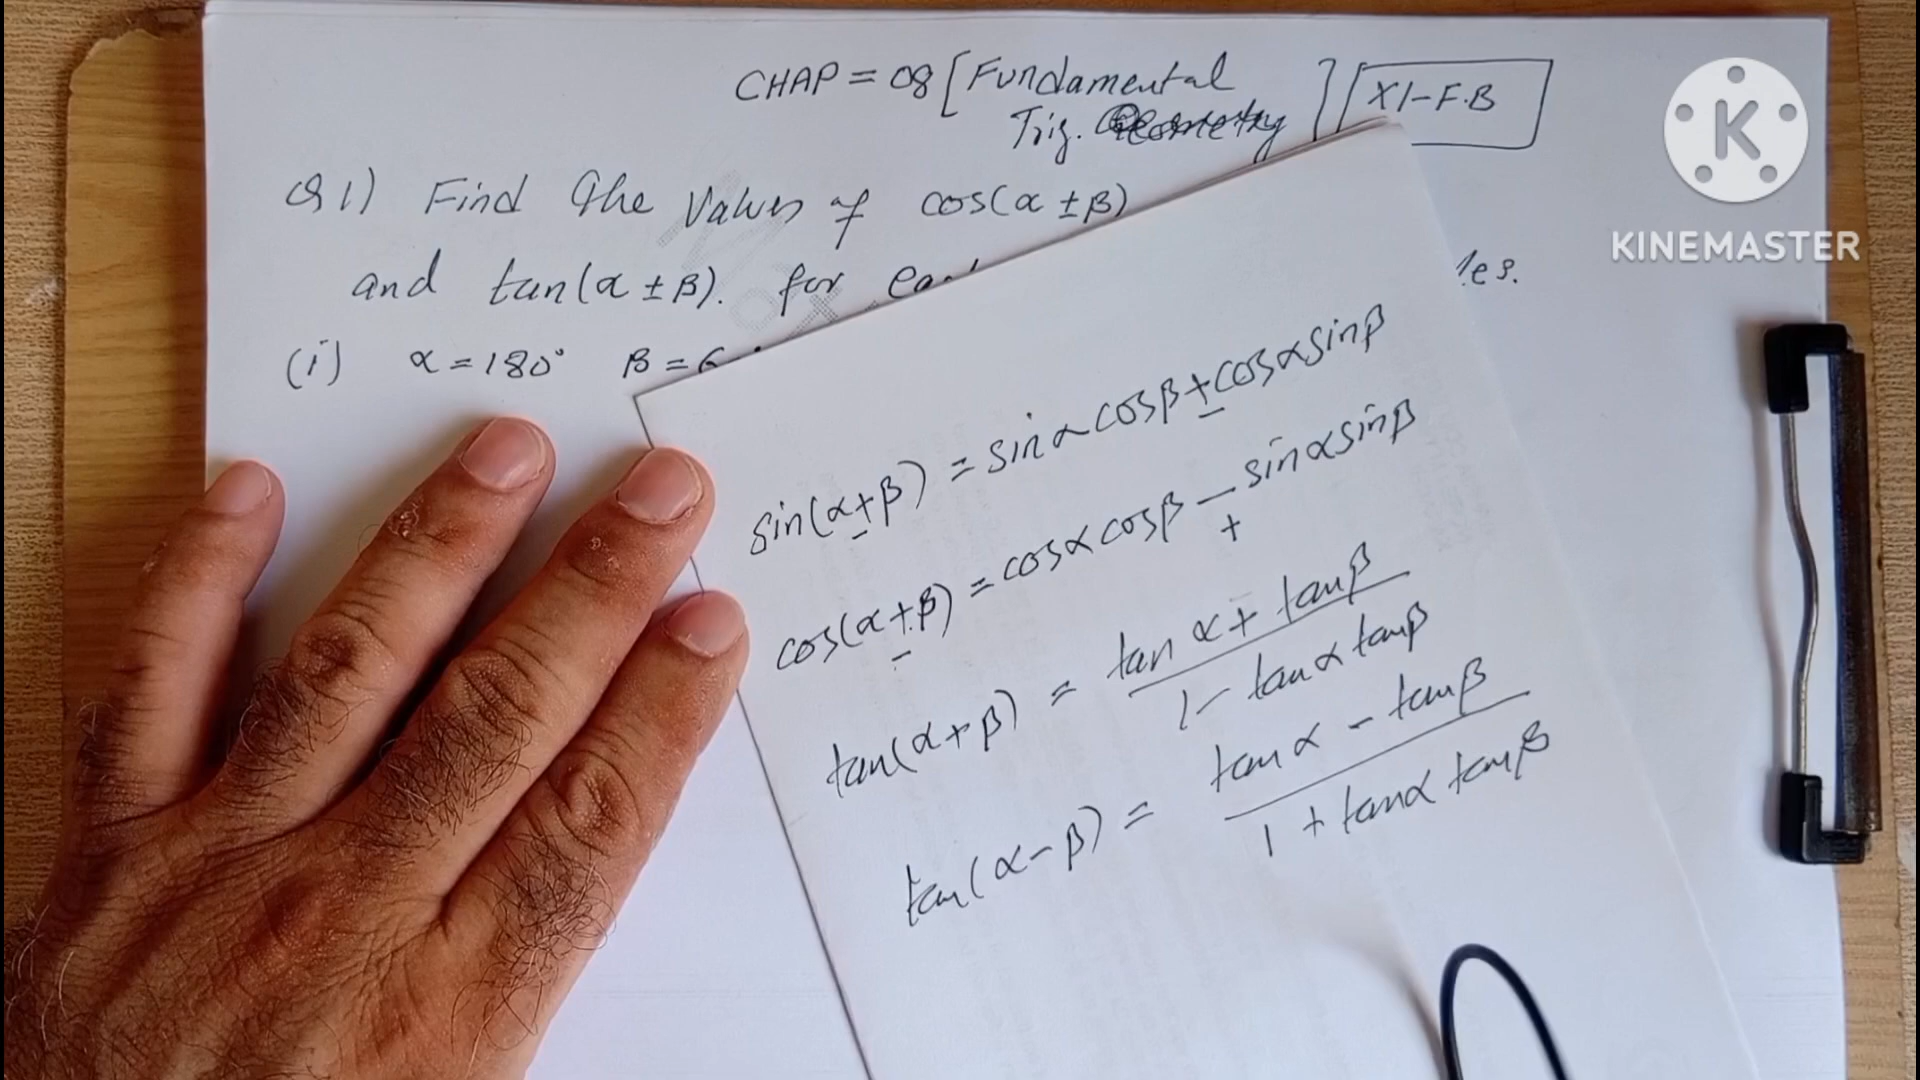 CHAP = 08 [Fundamental
Trig. ] XI-F.B
K
KINEMASTER
Q1) Find the values of cos(α ± β)
and tan(α ± β). for
(i) α = 180° β =
sin(α ± β) = sinα cosβ ± cosα sinβ
cos(α ± β) = cosα cosβ ∓ sinα sinβ
tan(α + β) = tanα + tanβ
1 - tanα tanβ
tan(α - β) = tanα - tanβ
1 + tanα tanβ